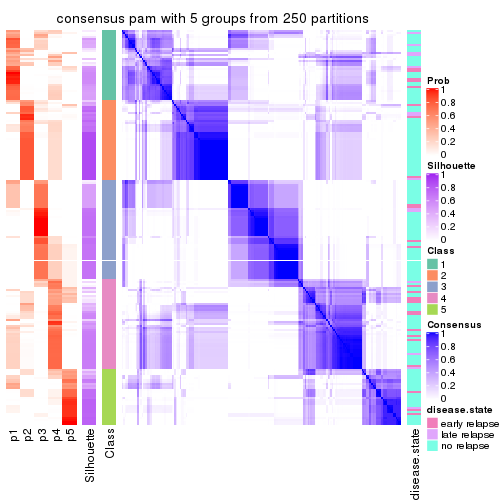 consensus pam with 5 groups from 250 partitions
Prob
1
0.8
0.6
0.4
0.2
0
Silhouette
1
0.8
0.6
0.4
0.2
0
Class
1
2
3
4
5
Consensus
1
0.8
0.6
0.4
0.2
0
disease.state
early relapse
late relapse
no relapse
p1
p2
p3
p4
p5
Silhouette
Class
disease.state